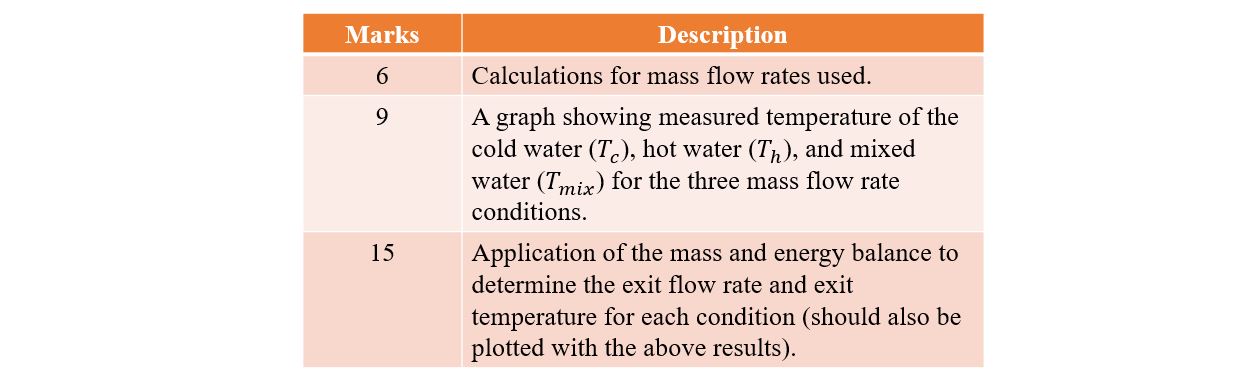 Marks Description
6 Calculations for mass flow rates used.
9 A graph showing measured temperature of the
cold water (T_c), hot water (T_h), and mixed
water (T_mix) for the three mass flow rate
conditions.
15 Application of the mass and energy balance to
determine the exit flow rate and exit
temperature for each condition (should also be
plotted with the above results).